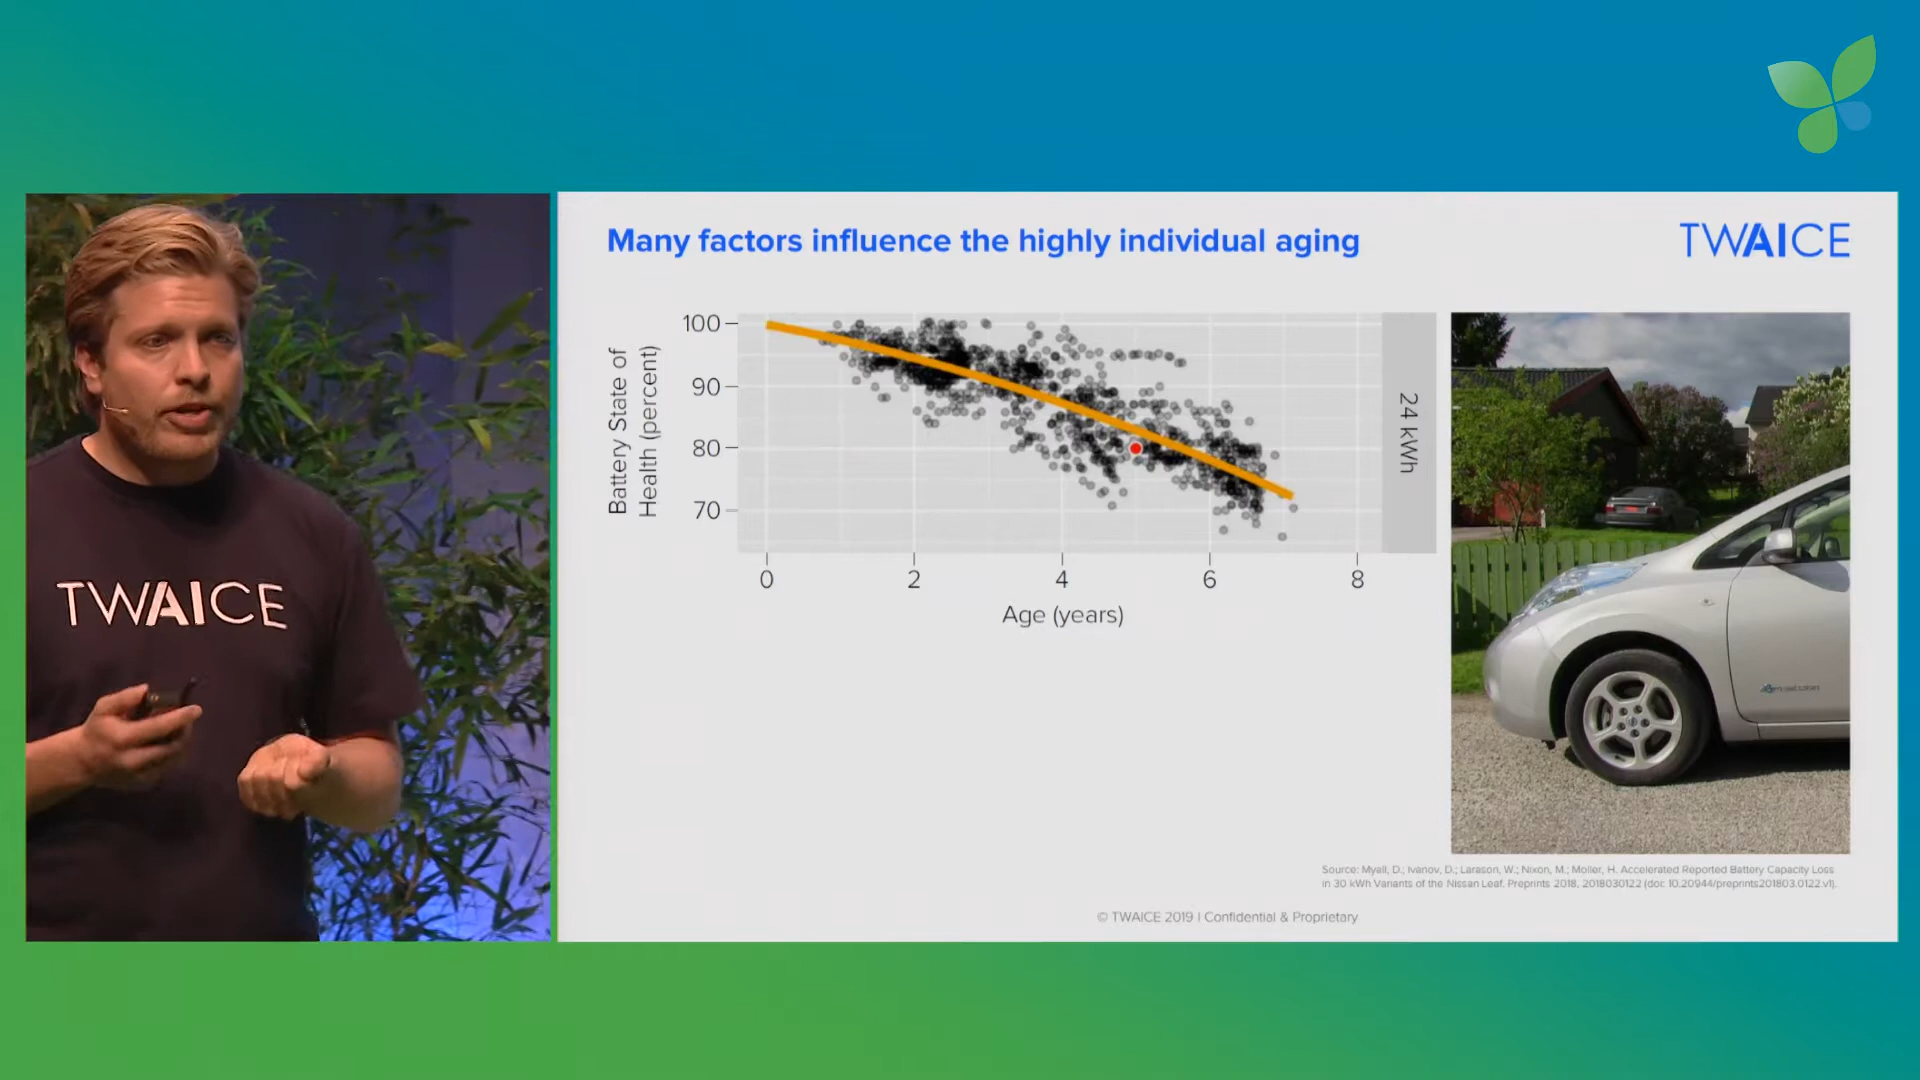 Many factors influence the highly individual aging
TWAICE
TWAICE
Battery State of
Health (percent)
100
90
80
70
0 2 4 6 8
Age (years)
24 kWh
Source: Myall, D.; Ivanov, D.; Larason, W.; Nixon, M.; Moller, H. Accelerated Reported Battery Capacity Loss
in 30 kWh Variants of the Nissan Leaf. Preprints 2018, 2018030122 (doi: 10.20944/preprints201803.0122.v1).
© TWAICE 2019 | Confidential & Proprietary